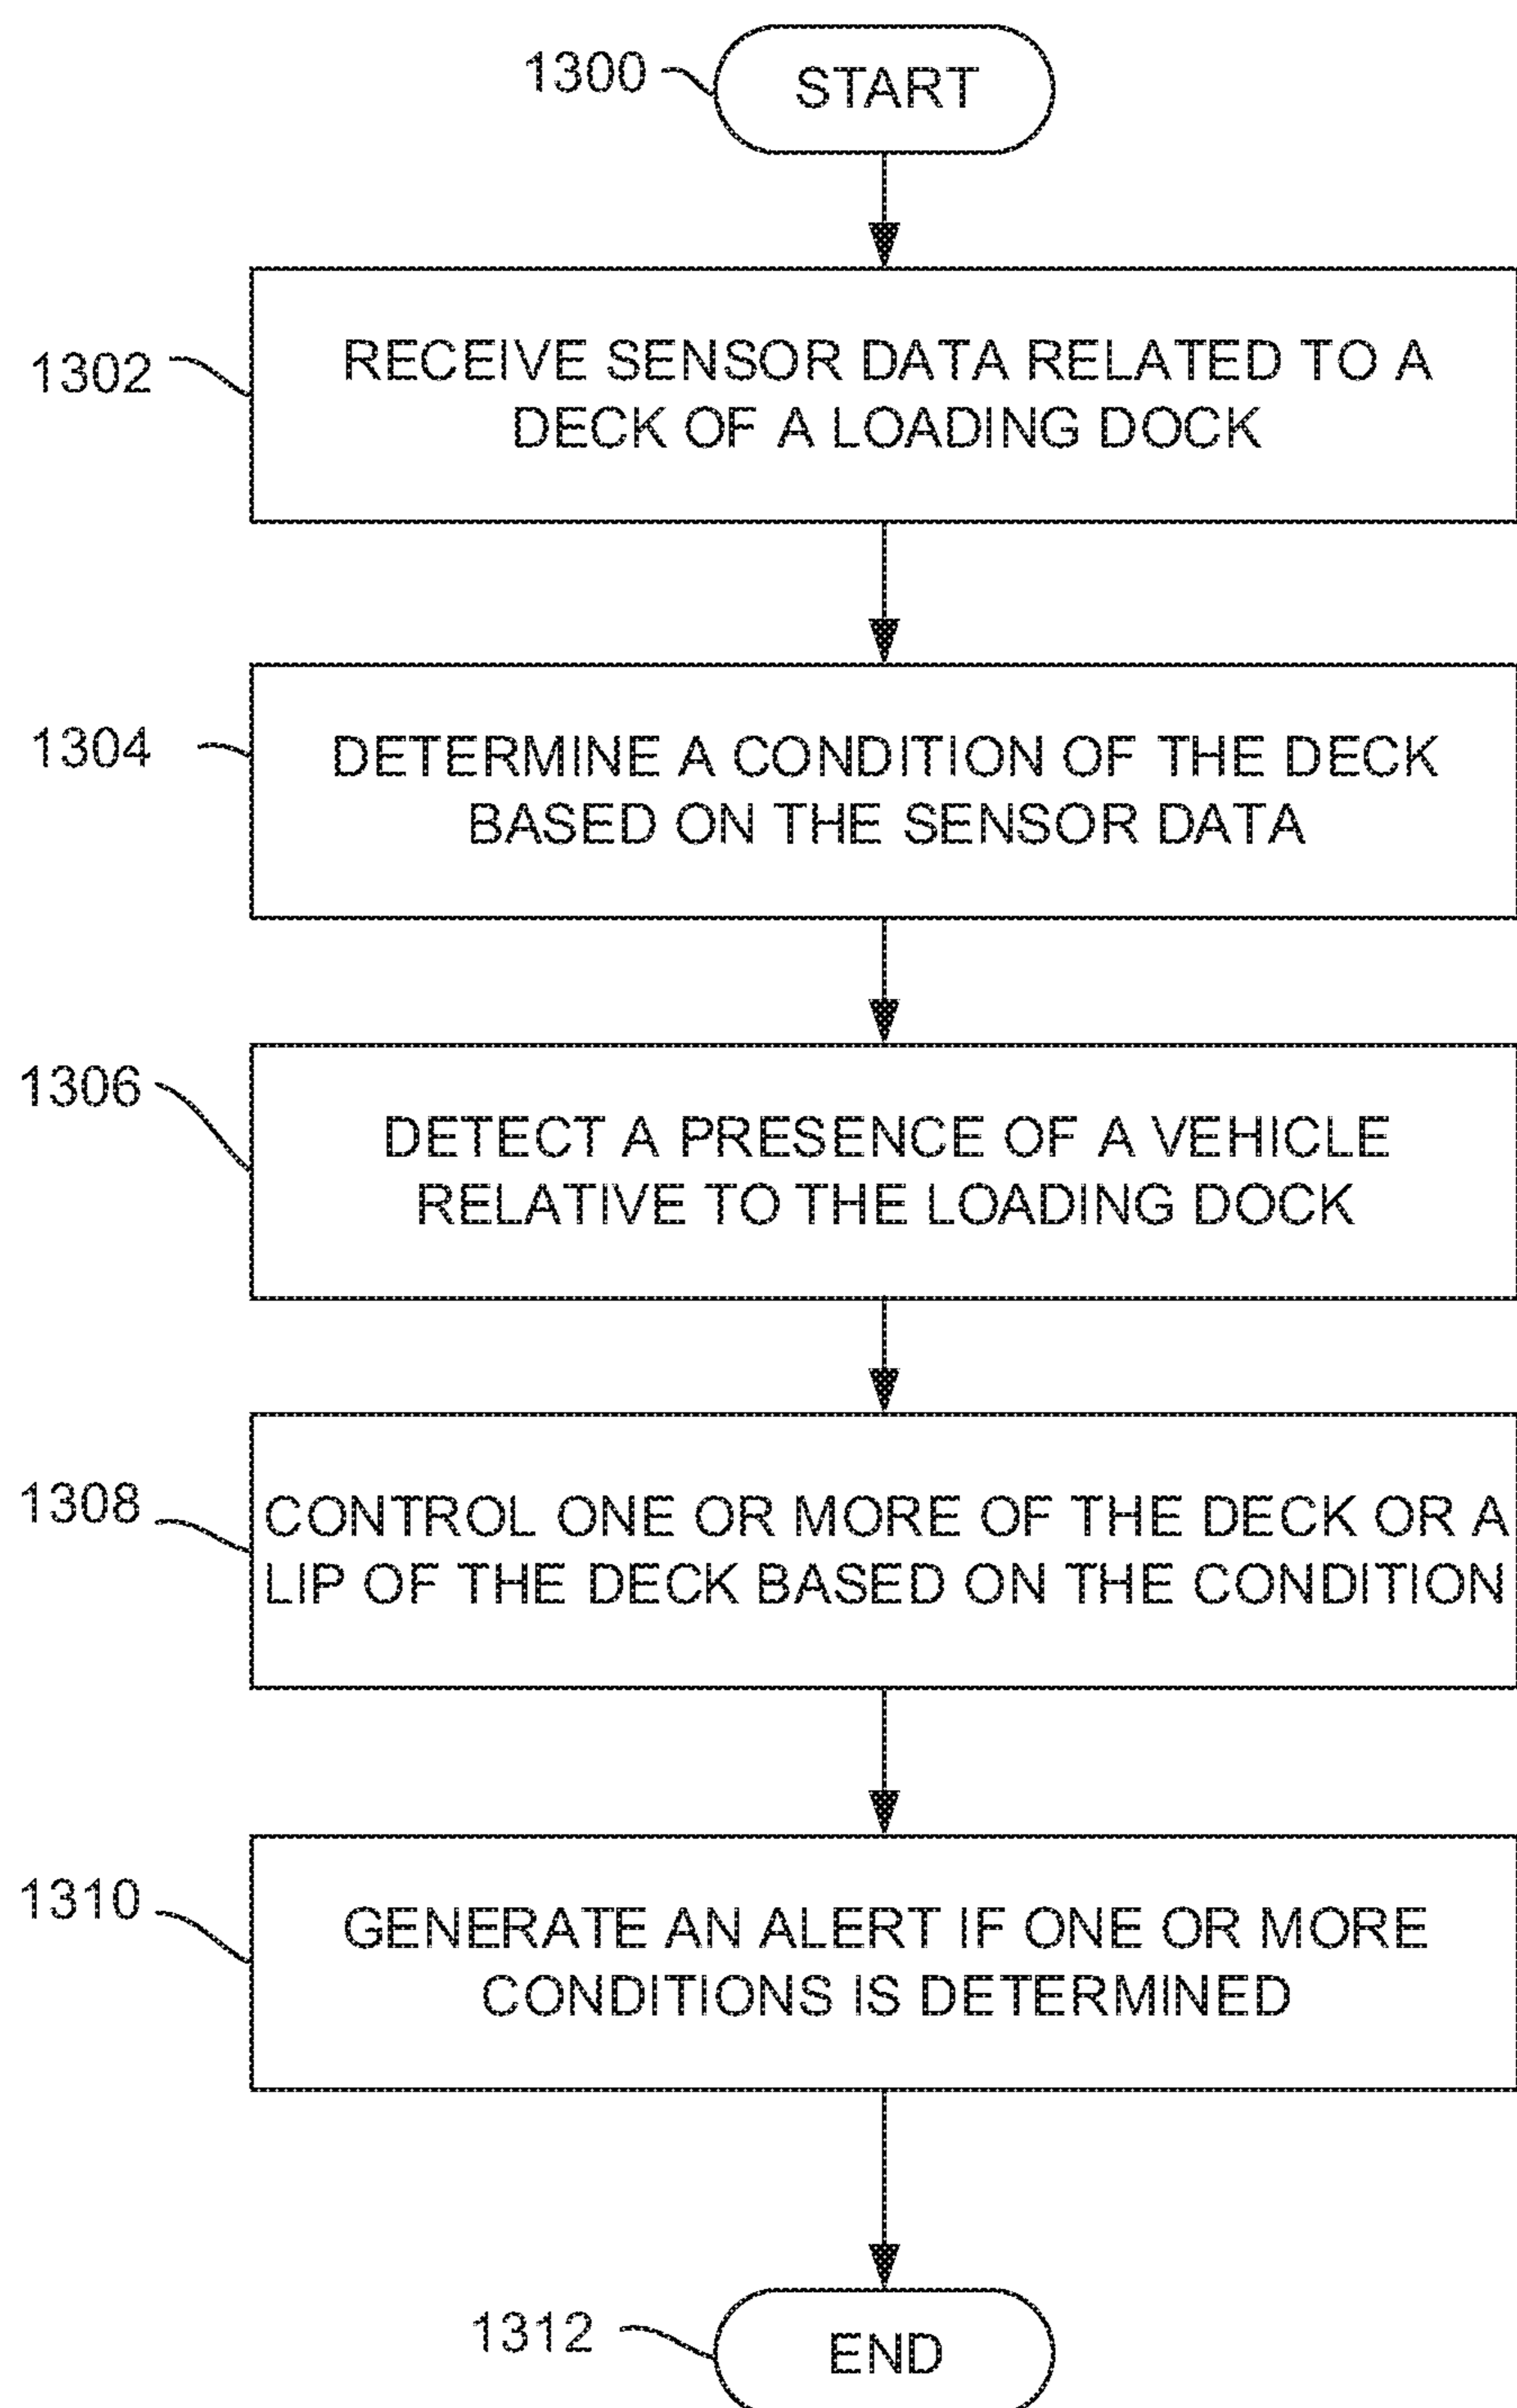 1300
START
1302
RECEIVE SENSOR DATA RELATED TO A
DECK OF A LOADING DOCK
1304
DETERMINE A CONDITION OF THE DECK
BASED ON THE SENSOR DATA
1306
DETECT A PRESENCE OF A VEHICLE
RELATIVE TO THE LOADING DOCK
1308
CONTROL ONE OR MORE OF THE DECK OR A
LIP OF THE DECK BASED ON THE CONDITION
1310
GENERATE AN ALERT IF ONE OR MORE
CONDITIONS IS DETERMINED
1312
END